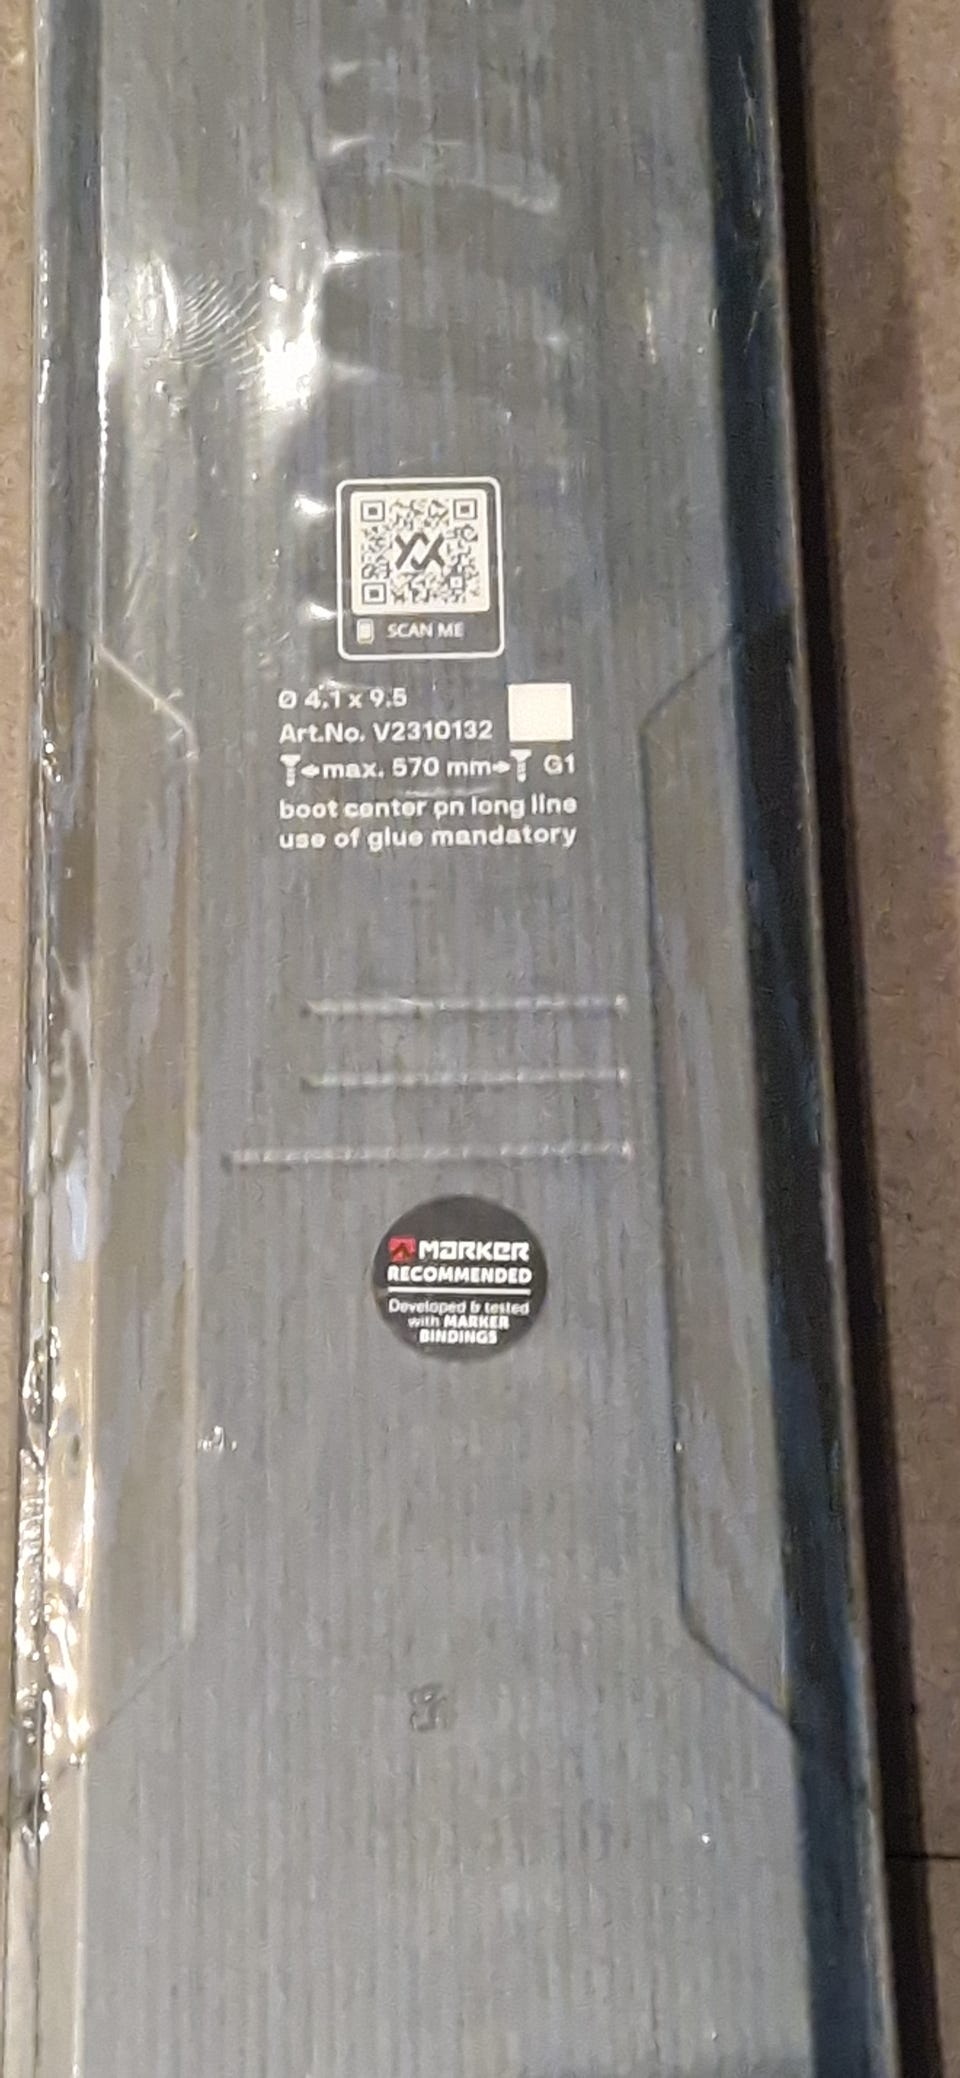 SCAN ME
Ø 4.1 x 9.5
Art.No. V2310132
max. 570 mm G1
boot center on long line
use of glue mandatory
MARKER
RECOMMENDED
Developed & tested
with MARKER
BINDINGS